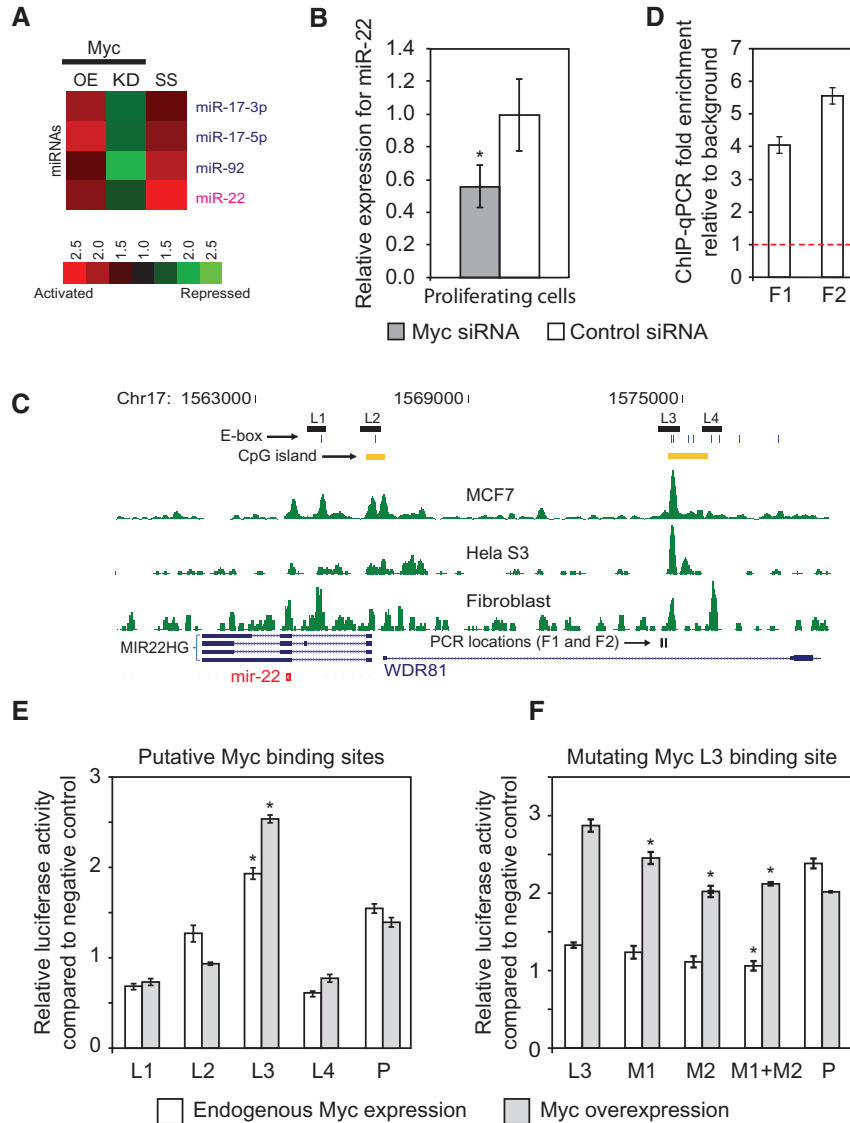 A
Myc
OE KD SS
miRNAs
miR-17-3p
miR-17-5p
miR-92
miR-22
2.5 2.0 1.5 1.0 1.5 2.0 2.5
Activated Repressed
B
Relative expression for miR-22
1.4
1.2
1.0
0.8
0.6
0.4
0.2
0.0
*
Proliferating cells
Myc siRNA Control siRNA
D
ChIP-qPCR fold enrichment
relative to background
7
6
5
4
3
2
1
0
F1 F2
C
Chr17: 1563000 1569000 1575000
L1 L2 L3 L4
E-box
CpG island
MCF7
Hela S3
Fibroblast
MIR22HG
PCR locations (F1 and F2)
mir-22
WDR81
E
Putative Myc binding sites
Relative luciferase activity
compared to negative control
3
2
1
0
* *
L1 L2 L3 L4 P
F
Mutating Myc L3 binding site
Relative luciferase activity
compared to negative control
3
2
1
0
* * * *
L3 M1 M2 M1+M2 P
Endogenous Myc expression Myc overexpression